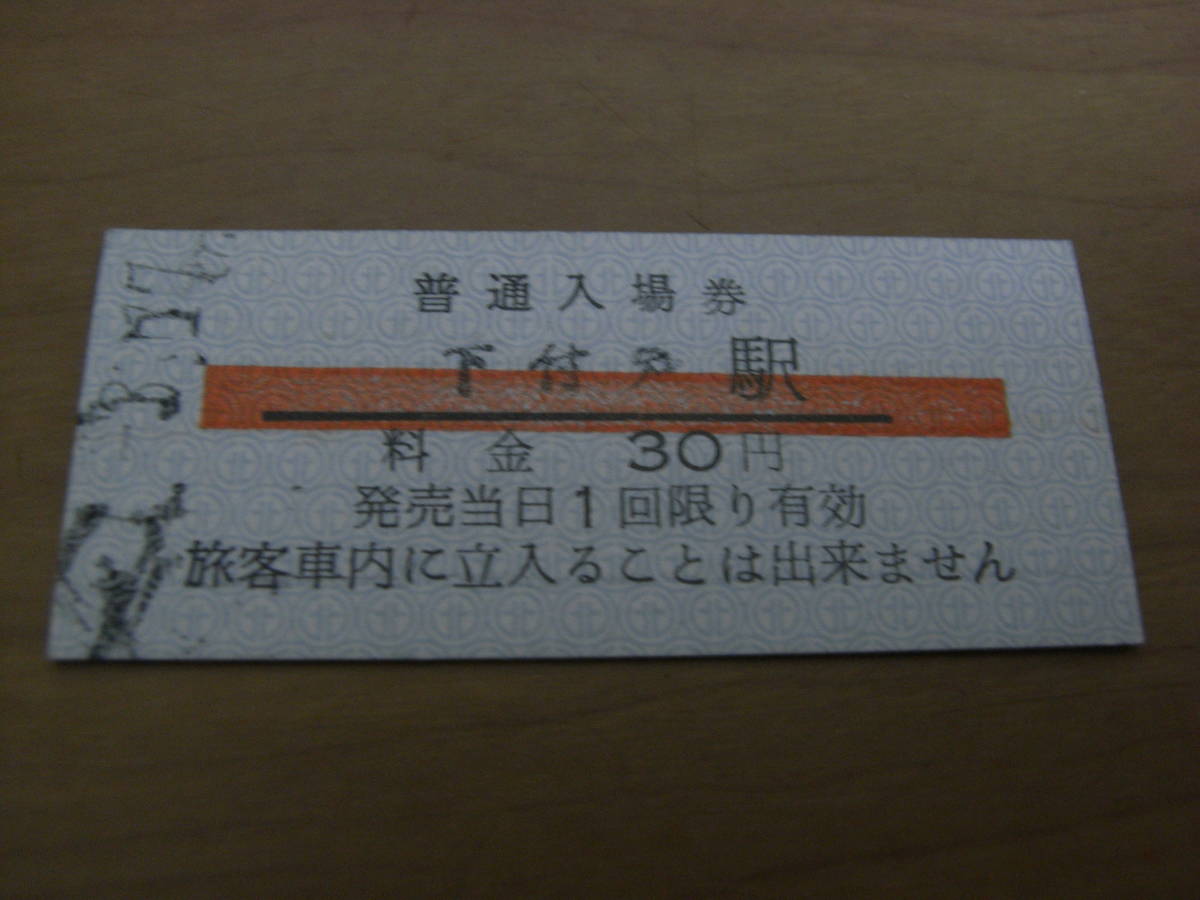 普通入場券
下付知駅
料金 30円
発売当日1回限り有効
旅客車内に立入ることは出来ません